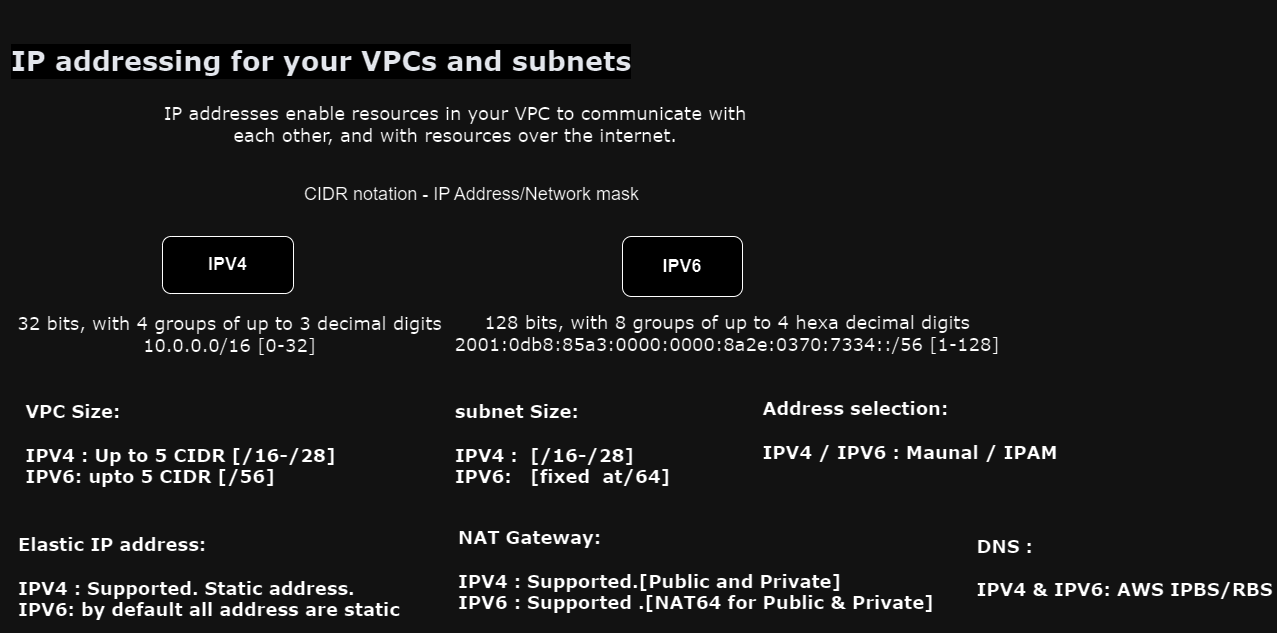 IP addressing for your VPCs and subnets
IP addresses enable resources in your VPC to communicate with
each other, and with resources over the internet.
CIDR notation - IP Address/Network mask
IPV4
IPV6
32 bits, with 4 groups of up to 3 decimal digits
10.0.0.0/16 [0-32]
128 bits, with 8 groups of up to 4 hexa decimal digits
2001:0db8:85a3:0000:0000:8a2e:0370:7334::/56 [1-128]
VPC Size:
IPV4 : Up to 5 CIDR [/16-/28]
IPV6: upto 5 CIDR [/56]
subnet Size:
IPV4 :  [/16-/28]
IPV6:   [fixed  at/64]
Address selection:
IPV4 / IPV6 : Maunal / IPAM
Elastic IP address:
IPV4 : Supported. Static address.
IPV6: by default all address are static
NAT Gateway:
IPV4 : Supported.[Public and Private]
IPV6 : Supported .[NAT64 for Public & Private]
DNS :
IPV4 & IPV6: AWS IPBS/RBS